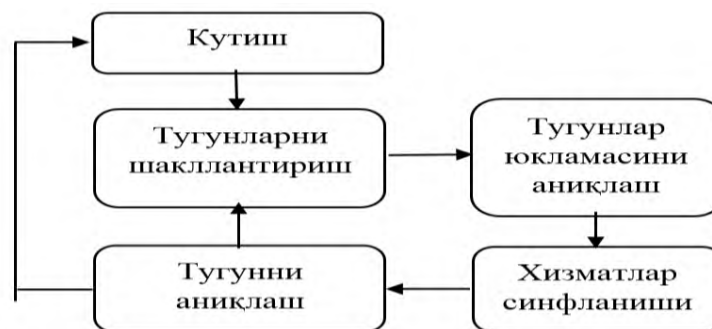 Кутиш
Тугунларни
шакллантириш
Тугунлар
юкламасини
аниқлаш
Тугунни
аниқлаш
Хизматлар
синфланиши